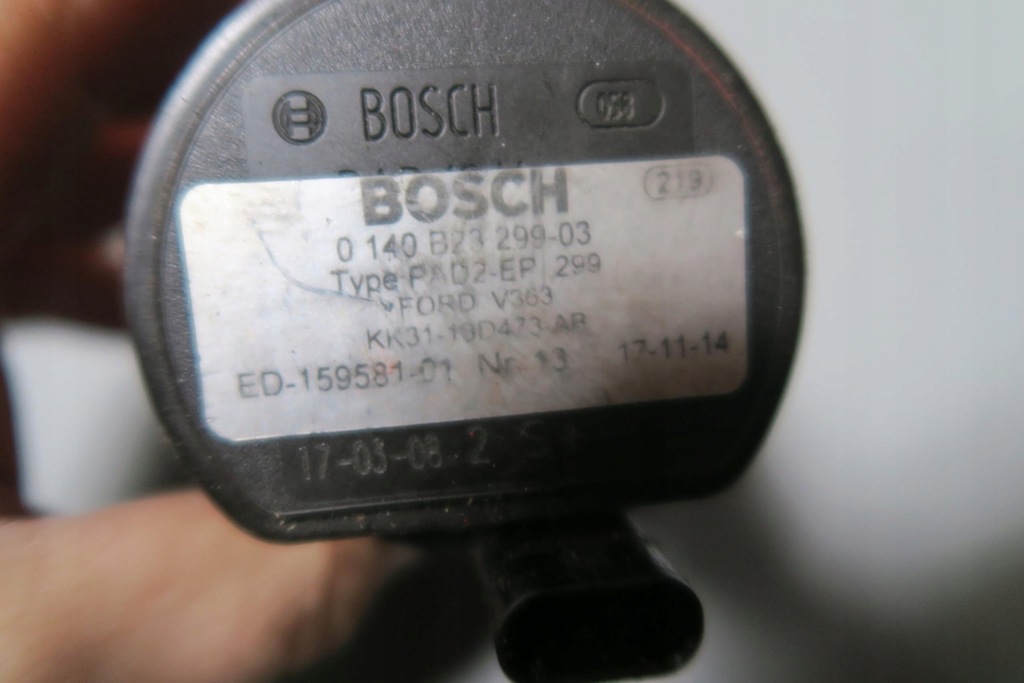 BOSCH 098
BOSCH 219
0 140 B23 299-03
Type PAD2-EP 299
FORD V363
KK31-19D473-AB
ED-159581-01 Nr. 13 17-11-14
17-03-08 2